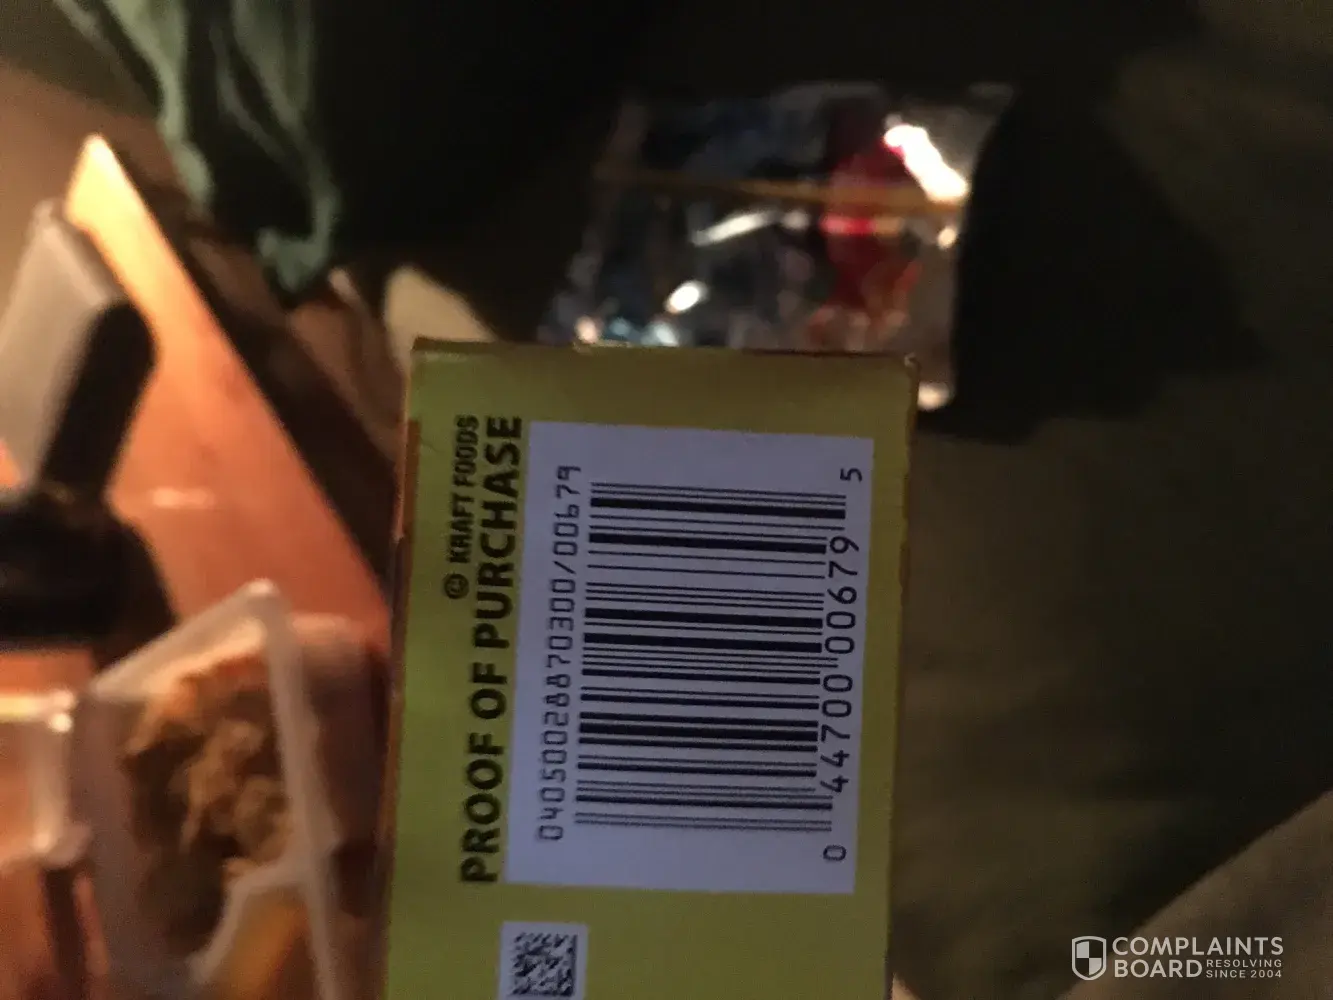 © KRAFT FOODS
PROOF OF PURCHASE
04050028870300/00679
0 44700 00679 5
COMPLAINTS
BOARD RESOLVING
SINCE 2004